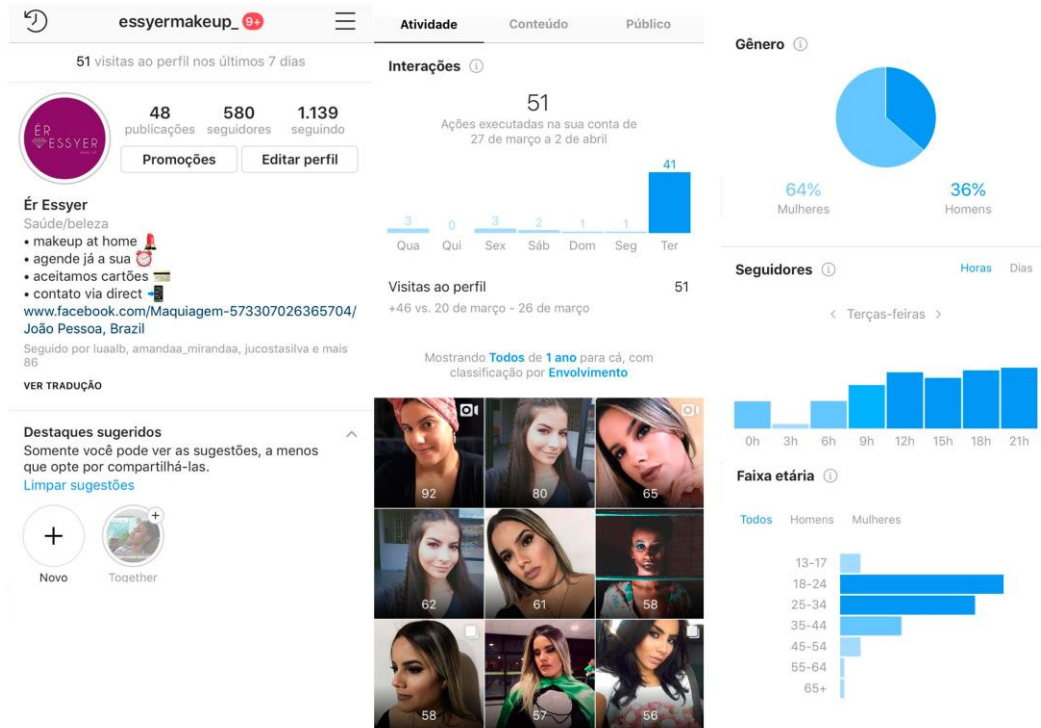 essyermakeup_ 9+
51 visitas ao perfil nos últimos 7 dias
ÉR
ESSYER
48 580 1.139
publicações seguidores seguindo
Promoções Editar perfil
Ér Essyer
Saúde/beleza
• makeup at home 💄
• agende já a sua ⏰
• aceitamos cartões 💳
• contato via direct 📲
www.facebook.com/Maquiagem-573307026365704/
João Pessoa, Brazil
Seguido por luaalb, amandaa_mirandaa, jucostasilva e mais
86
VER TRADUÇÃO
Destaques sugeridos
Somente você pode ver as sugestões, a menos
que opte por compartilhá-las.
Limpar sugestões
Novo Together
Atividade Conteúdo Público
Interações
51
Ações executadas na sua conta de
27 de março a 2 de abril
3 0 3 2 1 1 41
Qua Qui Sex Sáb Dom Seg Ter
Visitas ao perfil 51
+46 vs. 20 de março - 26 de março
Mostrando Todos de 1 ano para cá, com
classificação por Envolvimento
92 80 65
62 61 58
58 57 56
Gênero
64% 36%
Mulheres Homens
Seguidores Horas Dias
< Terças-feiras >
0h 3h 6h 9h 12h 15h 18h 21h
Faixa etária
Todos Homens Mulheres
13-17
18-24
25-34
35-44
45-54
55-64
65+